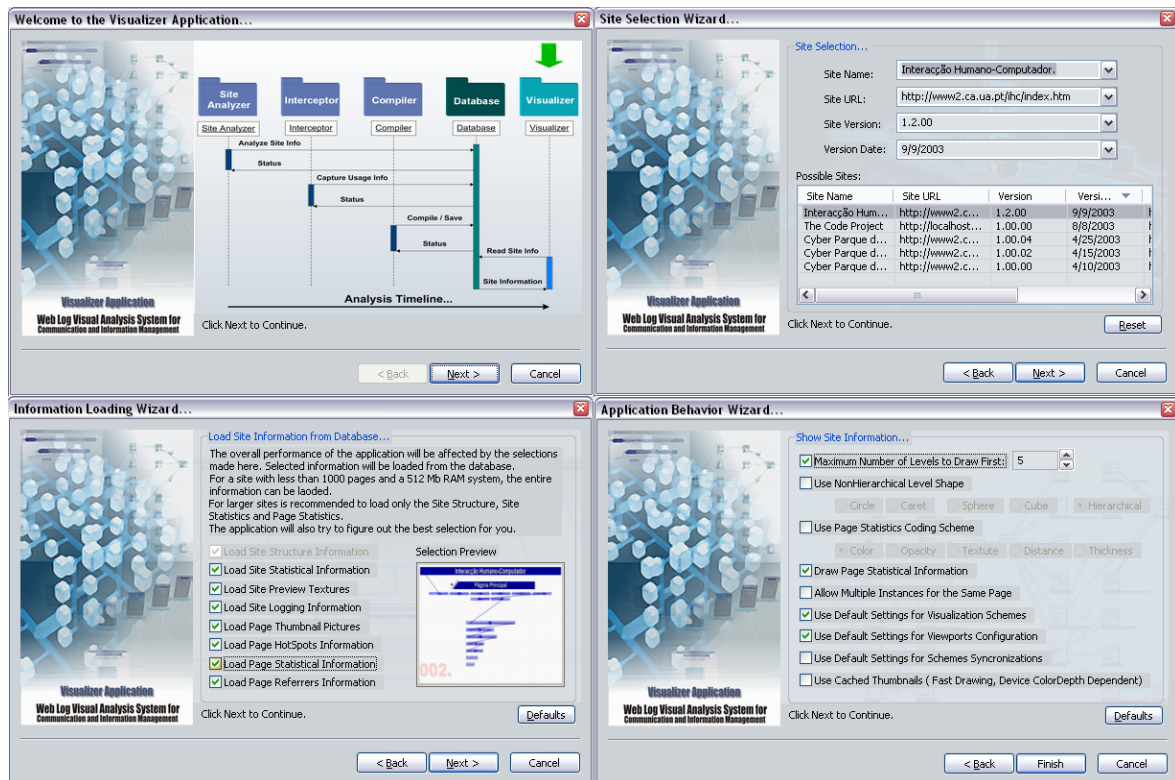 Welcome to the Visualizer Application...
Site Analyzer
Interceptor
Compiler
Database
Visualizer
Site Analyzer
Interceptor
Compiler
Database
Visualizer
Analyze Site Info
Status
Capture Usage Info
Status
Compile / Save
Status
Read Site Info
Site Information
Analysis Timeline...
Visualizer Application
Web Log Visual Analysis System for
Communication and Information Management
Click Next to Continue.
< Back
Next >
Cancel
Site Selection Wizard...
Site Selection...
Site Name:
Interacção Humano-Computador.
Site URL:
http://www2.ca.ua.pt/ihc/index.htm
Site Version:
1.2.00
Version Date:
9/9/2003
Possible Sites:
Site Name Site URL Version Versi...
Interacção Hum... http://www2.c... 1.2.00 9/9/2003
The Code Project http://localhost... 1.00.00 8/8/2003
Cyber Parque d... http://www2.c... 1.00.04 4/25/2003
Cyber Parque d... http://www2.c... 1.00.02 4/15/2003
Cyber Parque d... http://www2.c... 1.00.00 4/10/2003
Visualizer Application
Web Log Visual Analysis System for
Communication and Information Management
Click Next to Continue.
Reset
< Back
Next >
Cancel
Information Loading Wizard...
Load Site Information from Database...
The overall performance of the application will be affected by the selections
made here. Selected information will be loaded from the database.
For a site with less than 1000 pages and a 512 Mb RAM system, the entire
information can be laoded.
For larger sites is recommended to load only the Site Structure, Site
Statistics and Page Statistics.
The application will also try to figure out the best selection for you.
Load Site Structure Information
Load Site Statistical Information
Load Site Preview Textures
Load Site Logging Information
Load Page Thumbnail Pictures
Load Page HotSpots Information
Load Page Statistical Information
Load Page Referrers Information
Selection Preview
Interacção Humano-Computador
Página Principal
002.
Visualizer Application
Web Log Visual Analysis System for
Communication and Information Management
Click Next to Continue.
Defaults
< Back
Next >
Cancel
Application Behavior Wizard...
Show Site Information...
Maximum Number of Levels to Draw First: 5
Use NonHierarchical Level Shape
Circle Caret Sphere Cube Hierarchical
Use Page Statistics Coding Scheme
Color Opacity Textute Distance Thickness
Draw Page Statistical Information
Allow Multiple Instances for the Same Page
Use Default Settings for Visualization Schemes
Use Default Settings for Viewports Configuration
Use Default Settings for Schemes Syncronizations
Use Cached Thumbnails ( Fast Drawing, Device ColorDepth Dependent)
Visualizer Application
Web Log Visual Analysis System for
Communication and Information Management
Click Next to Continue.
Defaults
< Back
Finish
Cancel